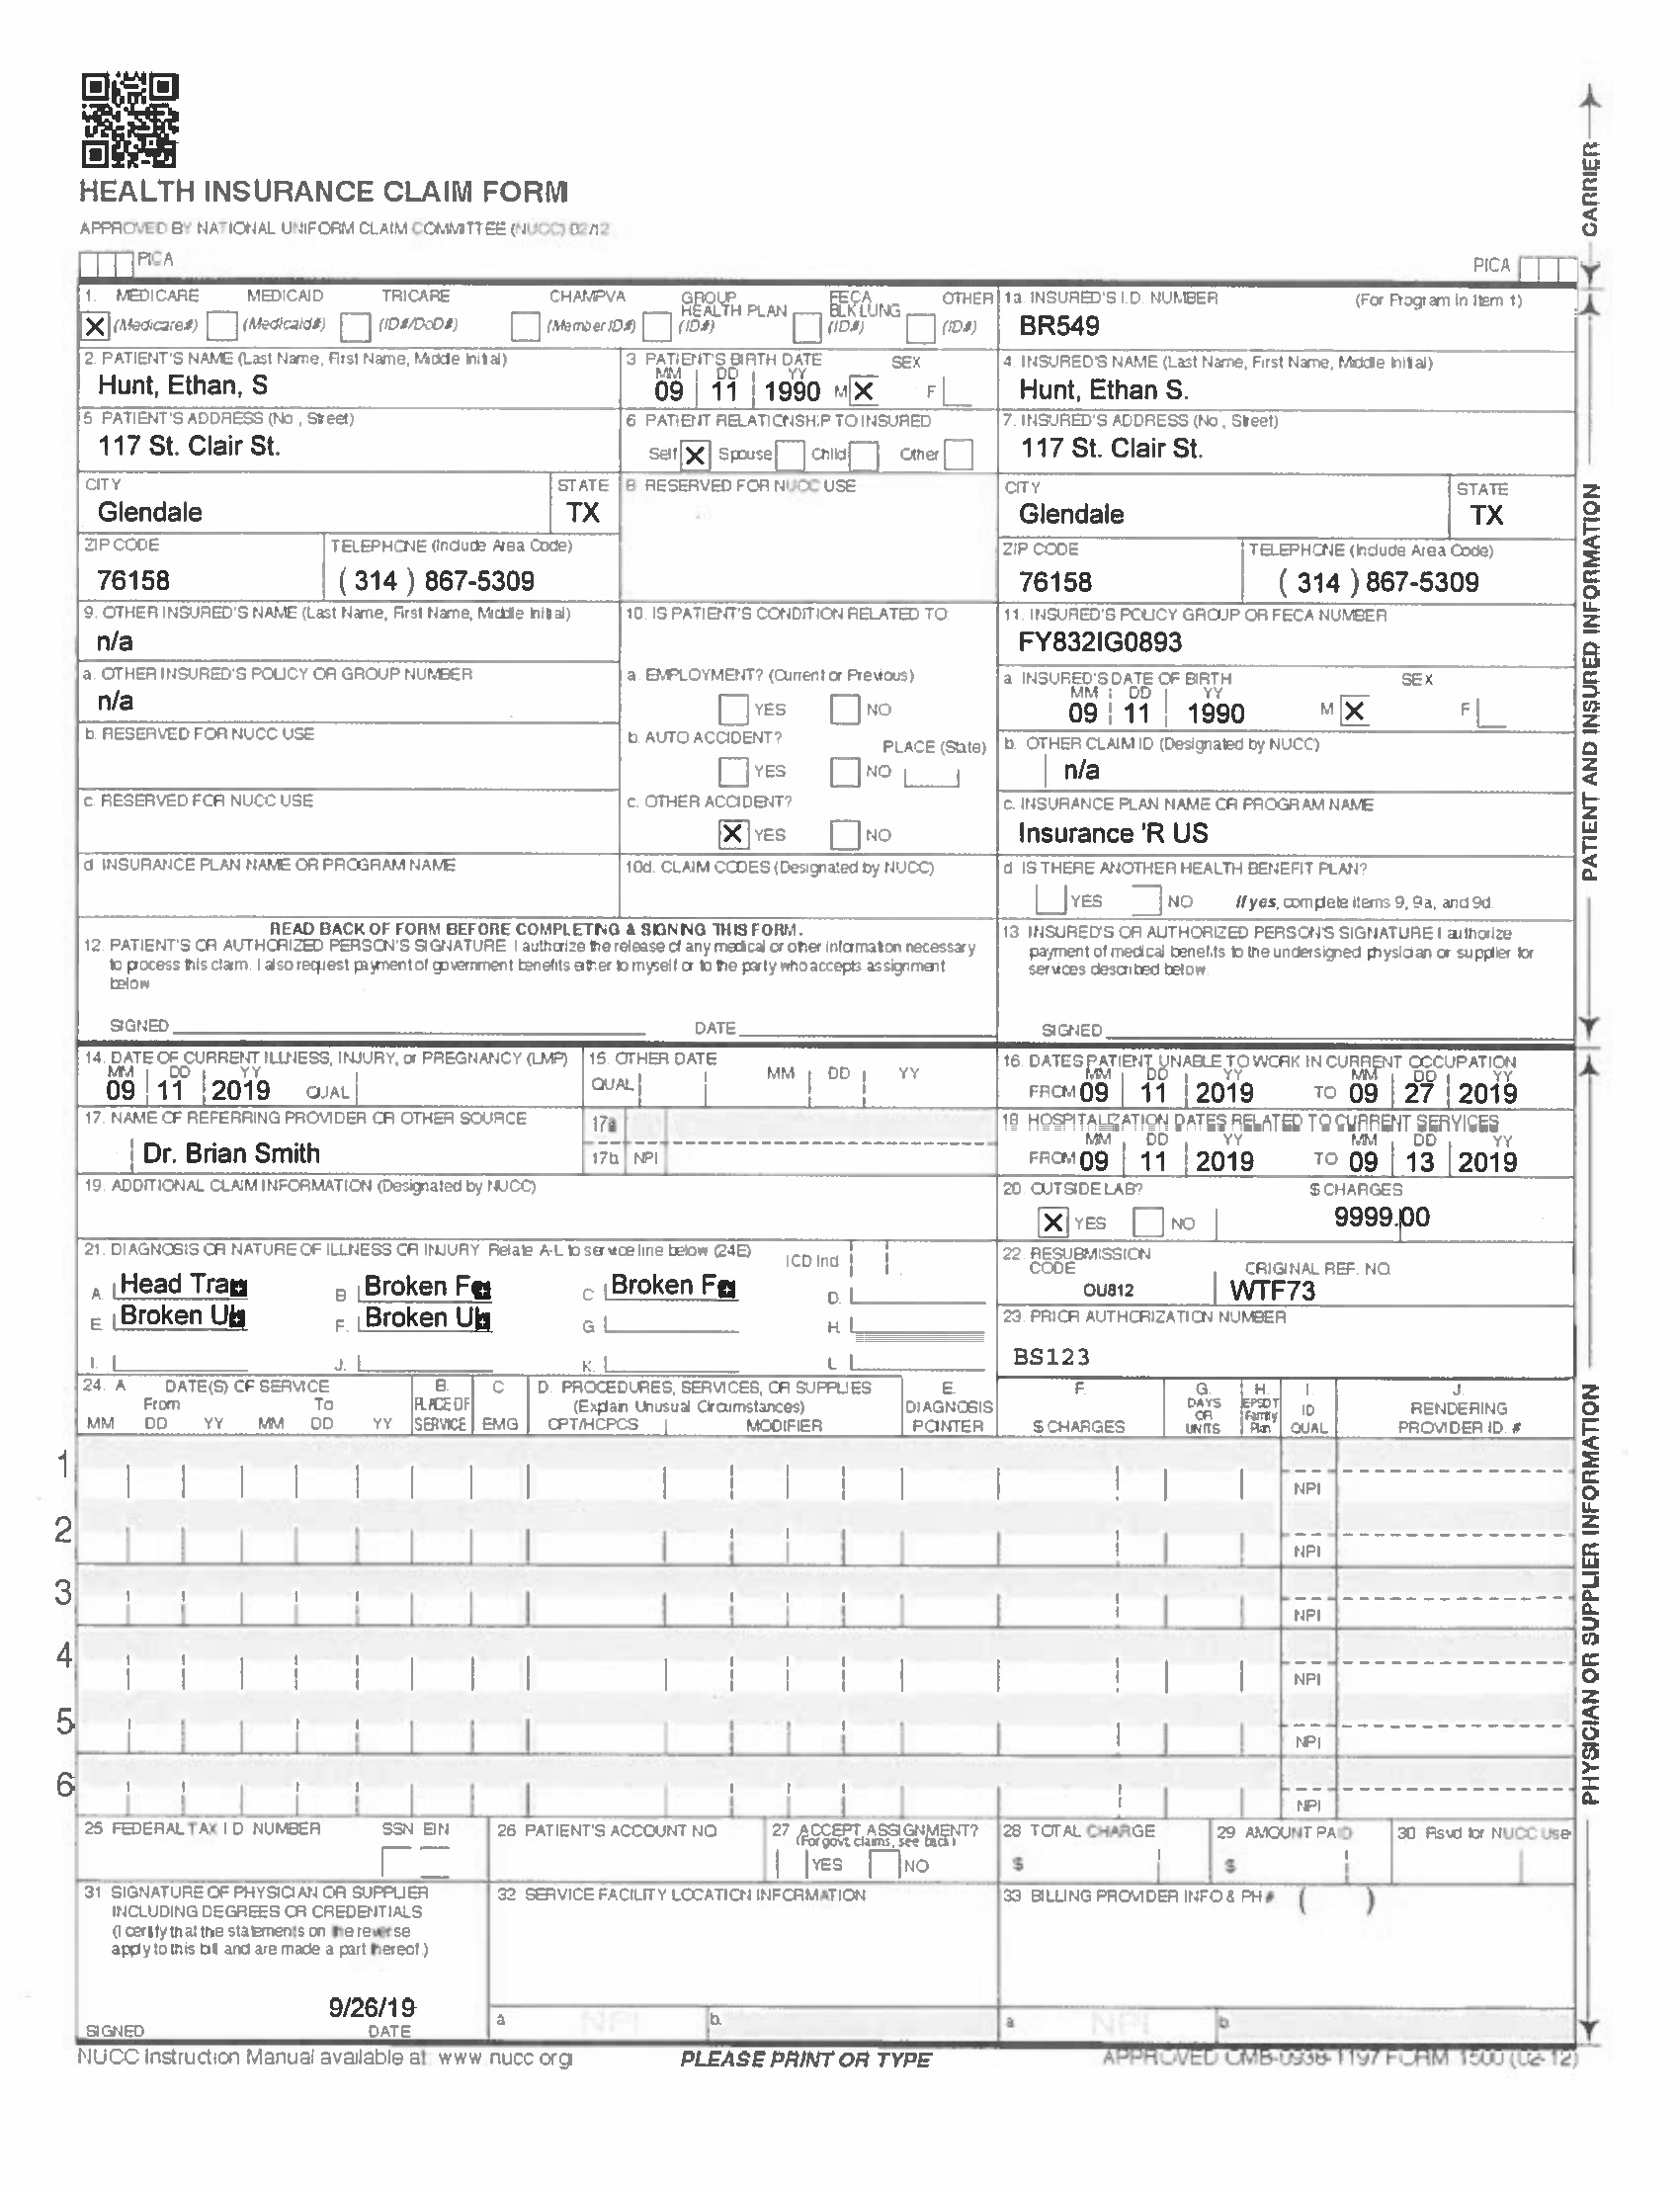 HEALTH INSURANCE CLAIM FORM
APPROVED BY NATIONAL UNIFORM CLAIM COMMITTEE (NUCC) 02/12
PICA PICA
CARRIER
1. MEDICARE MEDICAID TRICARE CHAMPVA GROUP HEALTH PLAN FECA BLK LUNG OTHER
X (Medicare#) (Medicaid#) (ID#/DoD#) (Member ID#) (ID#) (ID#) (ID#)
1a. INSURED'S I.D. NUMBER (For Program in Item 1)
BR549
2. PATIENT'S NAME (Last Name, First Name, Middle Initial)
Hunt, Ethan, S
3 PATIENT'S BIRTH DATE SEX
MM DD YY
09 11 1990 M X F
4. INSURED'S NAME (Last Name, First Name, Middle Initial)
Hunt, Ethan S.
5 PATIENT'S ADDRESS (No., Street)
117 St. Clair St.
6 PATIENT RELATIONSHIP TO INSURED
Self X Spouse Child Other
7. INSURED'S ADDRESS (No., Street)
117 St. Clair St.
CITY STATE
Glendale TX
8 RESERVED FOR NUCC USE
CITY STATE
Glendale TX
ZIP CODE TELEPHONE (Include Area Code)
76158 ( 314 ) 867-5309
ZIP CODE TELEPHONE (Include Area Code)
76158 ( 314 ) 867-5309
9. OTHER INSURED'S NAME (Last Name, First Name, Middle Initial)
n/a
10. IS PATIENT'S CONDITION RELATED TO:
11. INSURED'S POLICY GROUP OR FECA NUMBER
FY832IG0893
a. OTHER INSURED'S POLICY OR GROUP NUMBER
n/a
a. EMPLOYMENT? (Current or Previous)
YES NO
a INSURED'S DATE OF BIRTH SEX
MM DD YY
09 11 1990 M X F
b. RESERVED FOR NUCC USE
b. AUTO ACCIDENT? PLACE (State)
YES NO
b. OTHER CLAIM ID (Designated by NUCC)
n/a
c. RESERVED FOR NUCC USE
c. OTHER ACCIDENT?
X YES NO
c. INSURANCE PLAN NAME OR PROGRAM NAME
Insurance 'R US
d INSURANCE PLAN NAME OR PROGRAM NAME
10d. CLAIM CODES (Designated by NUCC)
d IS THERE ANOTHER HEALTH BENEFIT PLAN?
YES NO If yes, complete items 9, 9a, and 9d.
PATIENT AND INSURED INFORMATION
READ BACK OF FORM BEFORE COMPLETING & SIGNING THIS FORM.
12. PATIENT'S OR AUTHORIZED PERSON'S SIGNATURE I authorize the release of any medical or other information necessary
to process this claim. I also request payment of government benefits either to myself or to the party who accepts assignment
below
SIGNED DATE
13 INSURED'S OR AUTHORIZED PERSON'S SIGNATURE I authorize
payment of medical benefits to the undersigned physician or supplier for
services described below.
SIGNED
14. DATE OF CURRENT ILLNESS, INJURY, or PREGNANCY (LMP)
MM DD YY
09 11 2019 QUAL
15. OTHER DATE
QUAL MM DD YY
16. DATES PATIENT UNABLE TO WORK IN CURRENT OCCUPATION
MM DD YY MM DD YY
FROM 09 11 2019 TO 09 27 2019
17. NAME OF REFERRING PROVIDER OR OTHER SOURCE
Dr. Brian Smith
17a
17b NPI
18 HOSPITALIZATION DATES RELATED TO CURRENT SERVICES
MM DD YY MM DD YY
FROM 09 11 2019 TO 09 13 2019
19. ADDITIONAL CLAIM INFORMATION (Designated by NUCC)
20. OUTSIDE LAB? $ CHARGES
X YES NO 9999.00
21. DIAGNOSIS OR NATURE OF ILLNESS OR INJURY Relate A-L to service line below (24E) ICD Ind
A. Head Tra B Broken F C Broken F D.
E Broken U F. Broken U G H.
I. J. K. L
22. RESUBMISSION CODE ORIGINAL REF. NO.
OU812 WTF73
23. PRIOR AUTHORIZATION NUMBER
BS123
24. A DATE(S) OF SERVICE B. C D. PROCEDURES, SERVICES, OR SUPPLIES E. F. G. H. I. J.
From To PLACE OF (Explain Unusual Circumstances) DIAGNOSIS DAYS OR UNITS EPSDT Family Plan ID QUAL RENDERING
MM DD YY MM DD YY SERVICE EMG CPT/HCPCS MODIFIER POINTER $ CHARGES PROVIDER ID. #
1 NPI
2 NPI
3 NPI
4 NPI
5 NPI
6 NPI
25 FEDERAL TAX I D NUMBER SSN EIN
26 PATIENT'S ACCOUNT NO.
27 ACCEPT ASSIGNMENT?
(For govt. claims, see back)
YES NO
28 TOTAL CHARGE
$
29 AMOUNT PAID
$
30 Rsvd for NUCC Use
31 SIGNATURE OF PHYSICIAN OR SUPPLIER
INCLUDING DEGREES OR CREDENTIALS
(I certify that the statements on the reverse
apply to this bill and are made a part thereof.)
9/26/19
SIGNED DATE
32 SERVICE FACILITY LOCATION INFORMATION
a NPI b.
33 BILLING PROVIDER INFO & PH # ( )
a NPI b
PHYSICIAN OR SUPPLIER INFORMATION
NUCC Instruction Manual available at: www.nucc.org
PLEASE PRINT OR TYPE
APPROVED OMB-0938-1197 FORM 1500 (02-12)